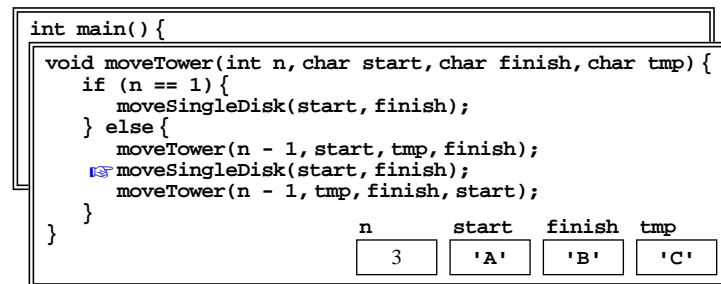 int main() {
void moveTower(int n, char start, char finish, char tmp) {
if (n == 1) {
moveSingleDisk(start, finish);
} else {
moveTower(n - 1, start, tmp, finish);
☞ moveSingleDisk(start, finish);
moveTower(n - 1, tmp, finish, start);
}
}
n start finish tmp
3 'A' 'B' 'C'